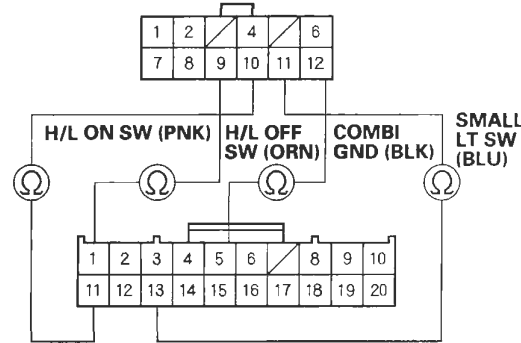 1 2 4 6
7 8 9 10 11 12
H/L ON SW (PNK)
H/L OFF
SW (ORN)
COMBI
GND (BLK)
SMALL
LT SW
(BLU)
Ω Ω Ω Ω
1 2 3 4 5 6 8 9 10
11 12 13 14 15 16 17 18 19 20